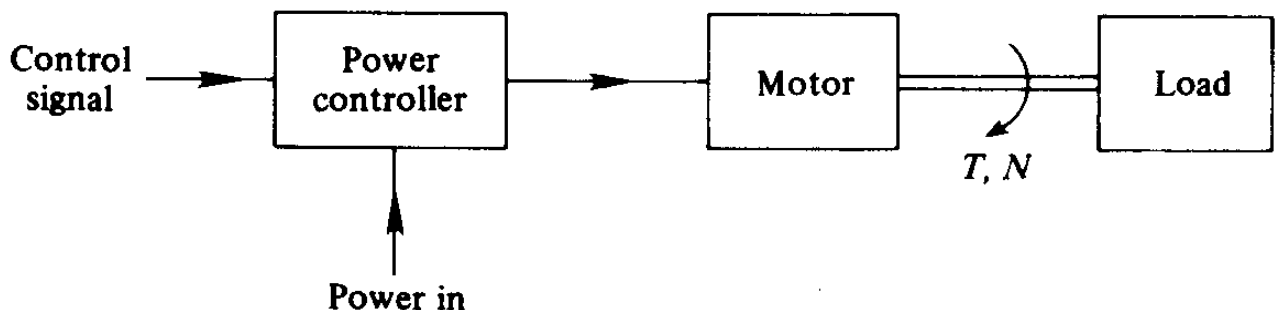 Control
signal
Power
controller
Motor
Load
T, N
Power in